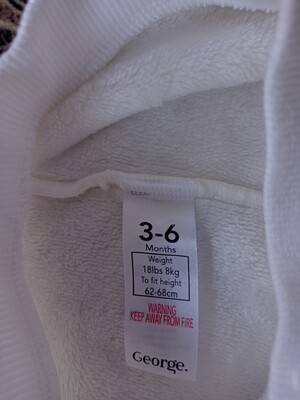 3-6
Months
Weight
18lbs 8kg
To fit height
62-68cm
WARNING
KEEP AWAY FROM FIRE
George.